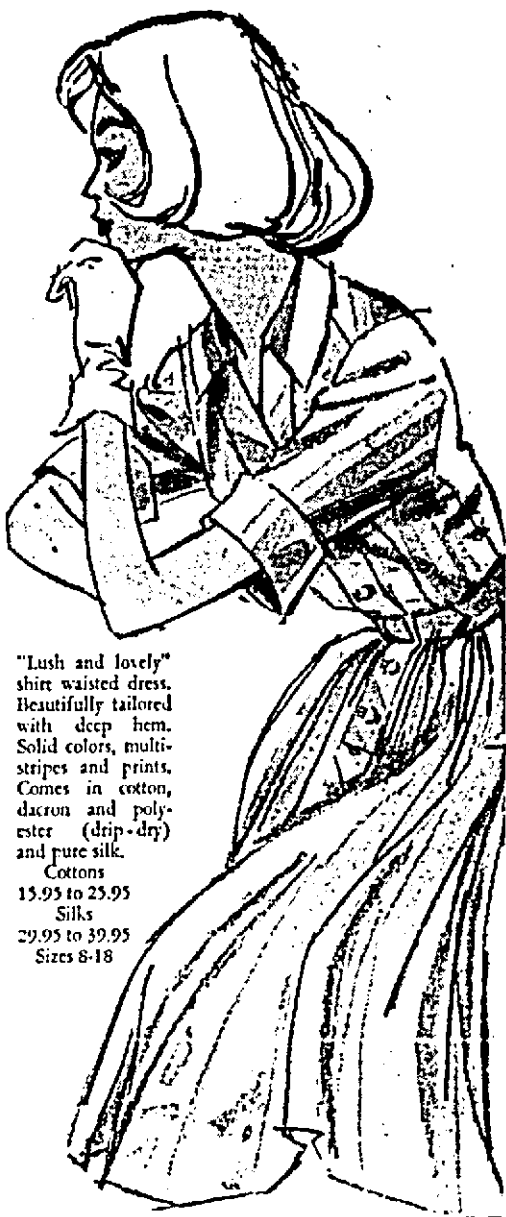 "Lush and lovely"
shirt waisted dress.
Beautifully tailored
with deep hem.
Solid colors, multi-
stripes and prints.
Comes in cotton,
dacron and poly-
ester (drip-dry)
and pure silk.
Cottons
15.95 to 25.95
Silks
29.95 to 39.95
Sizes 8-18